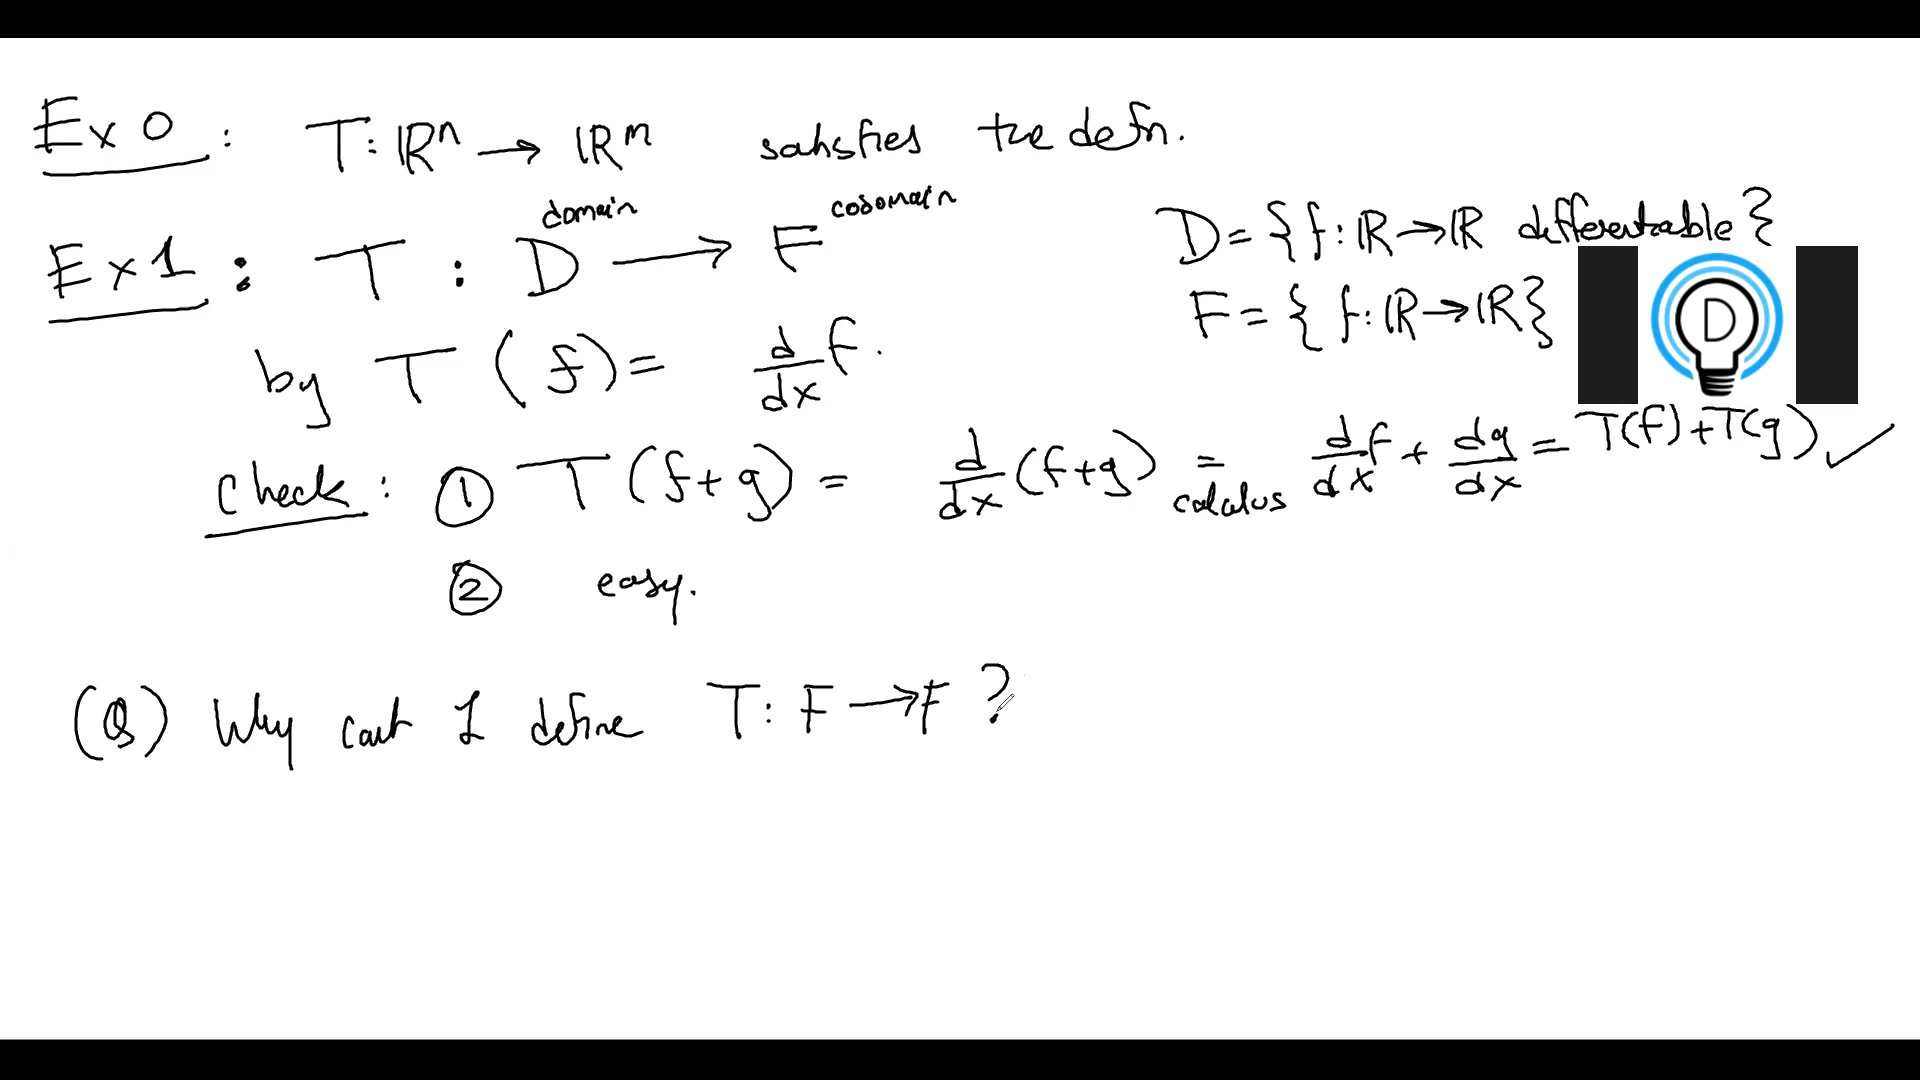 Ex 0 : T : ℝⁿ → ℝᵐ satisfies the defn.
domain codomain
Ex 1 : T : D → F
D = { f : ℝ → ℝ differentiable }
F = { f : ℝ → ℝ }
by T ( f ) = d/dx f .
Check : ① T ( f + g ) = d/dx ( f + g ) = d/dx f + dg/dx = T(f) + T(g) ✓
calculus
② easy.
(Q) Why can't I define T : F → F ?
D